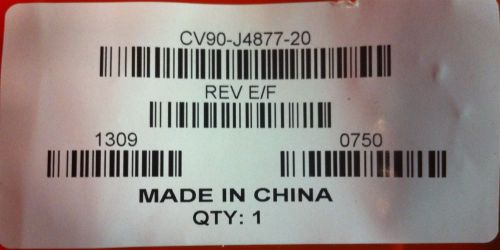 CV90-J4877-20
REV E/F
1309 0750
MADE IN CHINA
QTY: 1